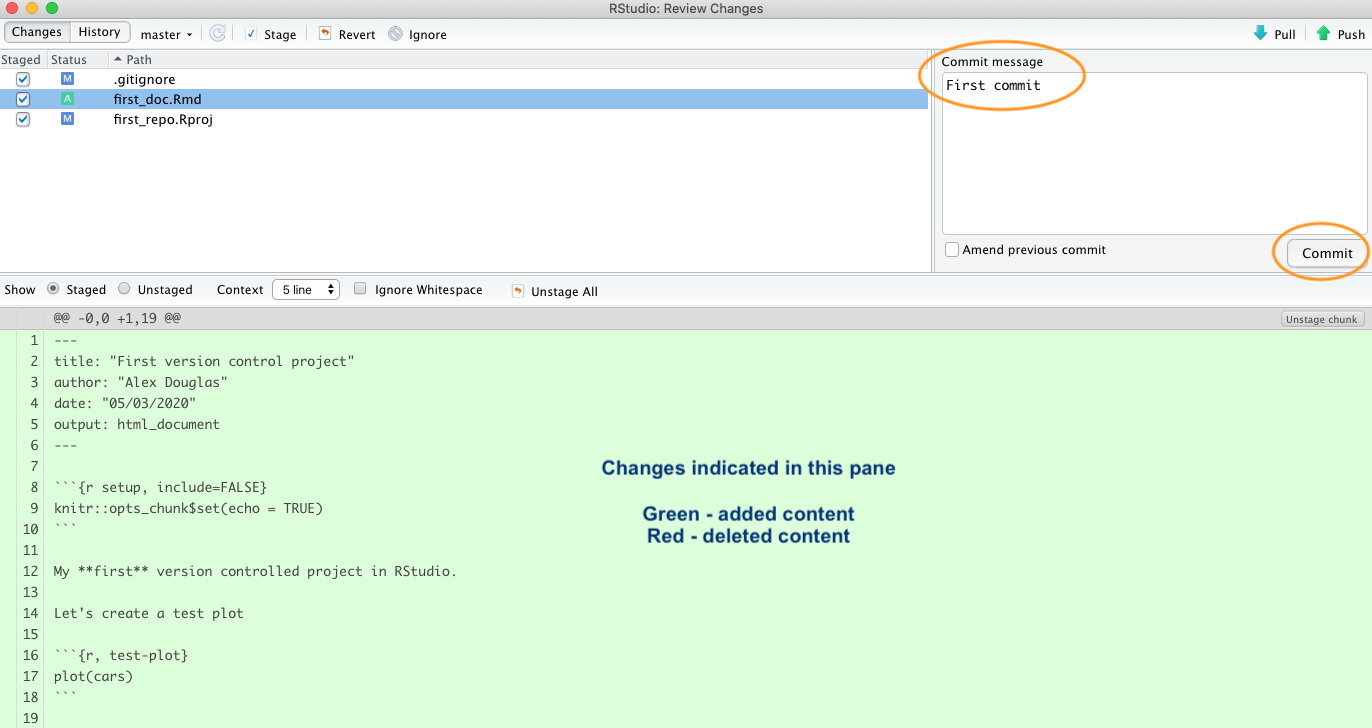 RStudio: Review Changes
Changes History master Stage Revert Ignore Pull Push
Staged Status Path
M .gitignore
A first_doc.Rmd
M first_repo.Rproj
Commit message
First commit
Amend previous commit Commit
Show Staged Unstaged Context 5 line Ignore Whitespace Unstage All
@@ -0,0 +1,19 @@ Unstage chunk
1 ---
2 title: "First version control project"
3 author: "Alex Douglas"
4 date: "05/03/2020"
5 output: html_document
6 ---
7
8 ```{r setup, include=FALSE}
9 knitr::opts_chunk$set(echo = TRUE)
10 ```
11
12 My **first** version controlled project in RStudio.
13
14 Let's create a test plot
15
16 ```{r, test-plot}
17 plot(cars)
18 ```
19
Changes indicated in this pane
Green - added content
Red - deleted content